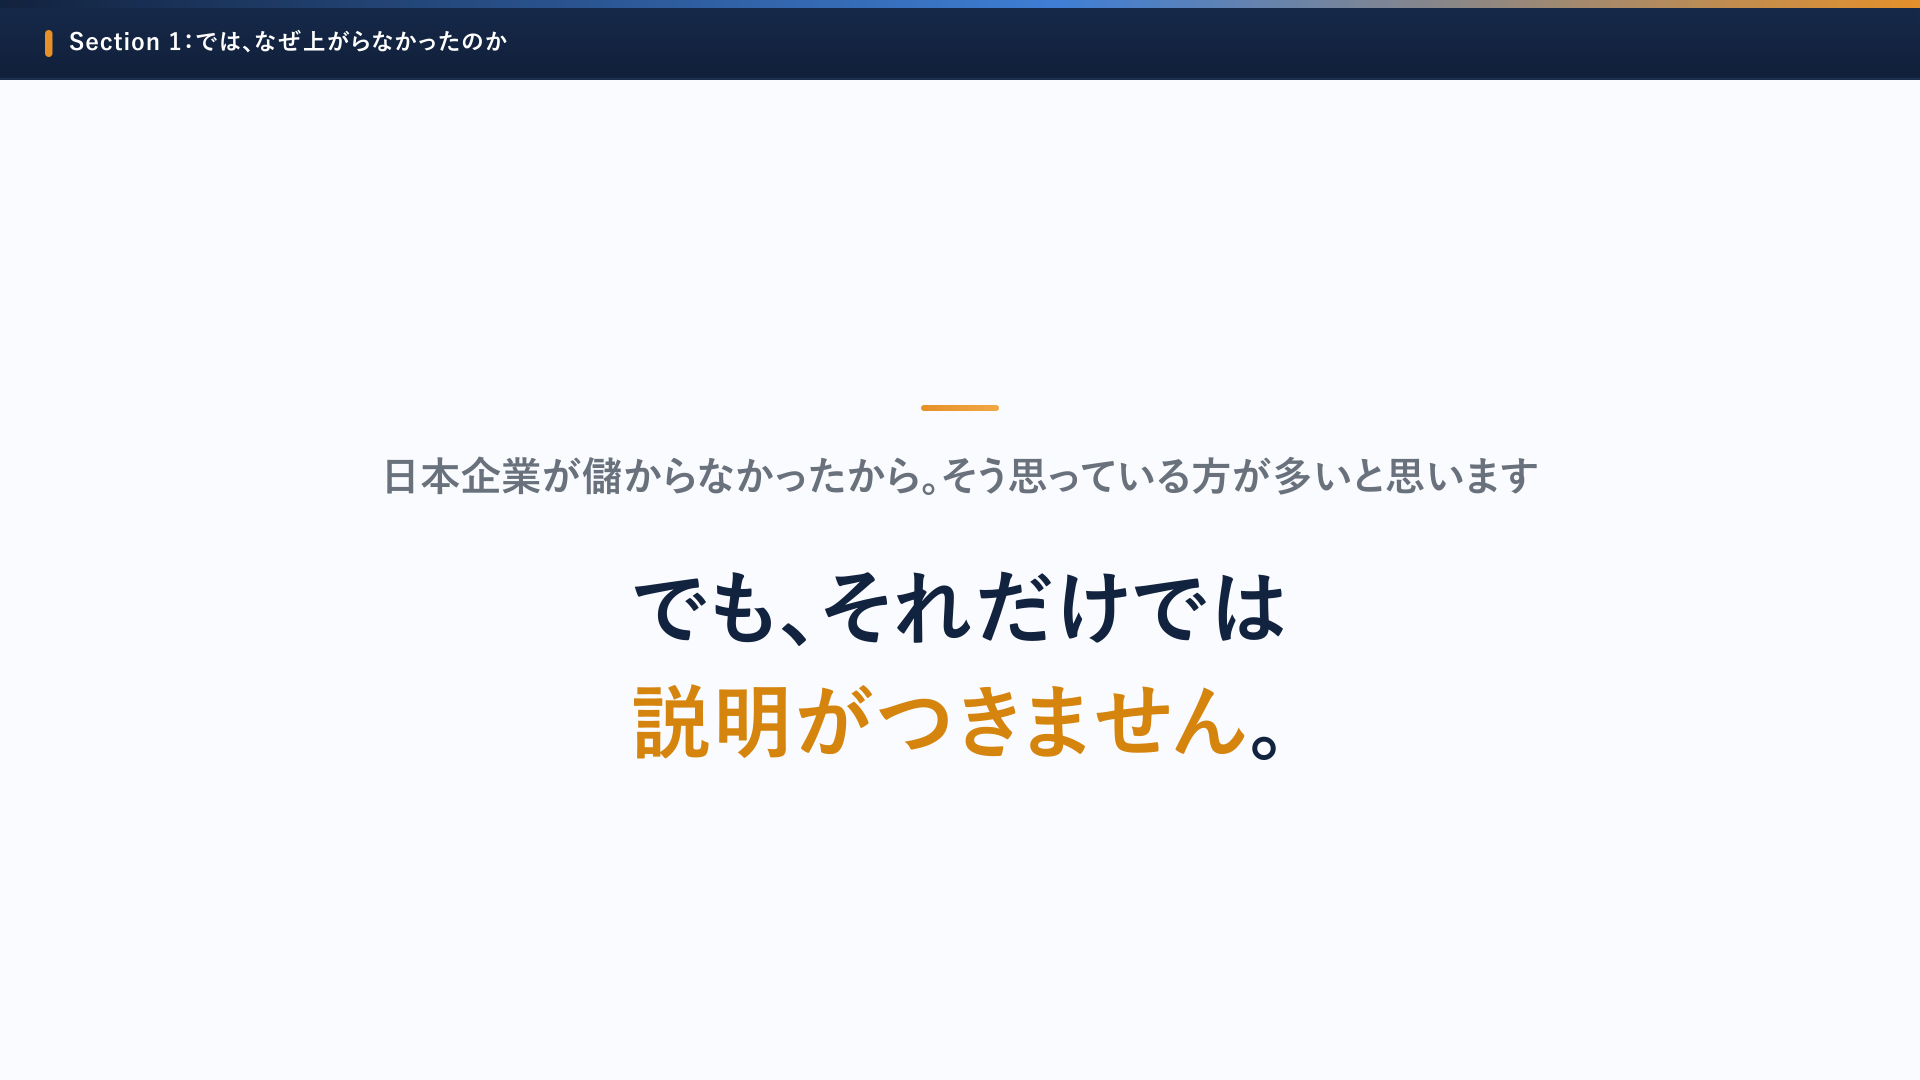 Section 1：では、なぜ上がらなかったのか
日本企業が儲からなかったから。そう思っている方が多いと思います
でも、それだけでは
説明がつきません。